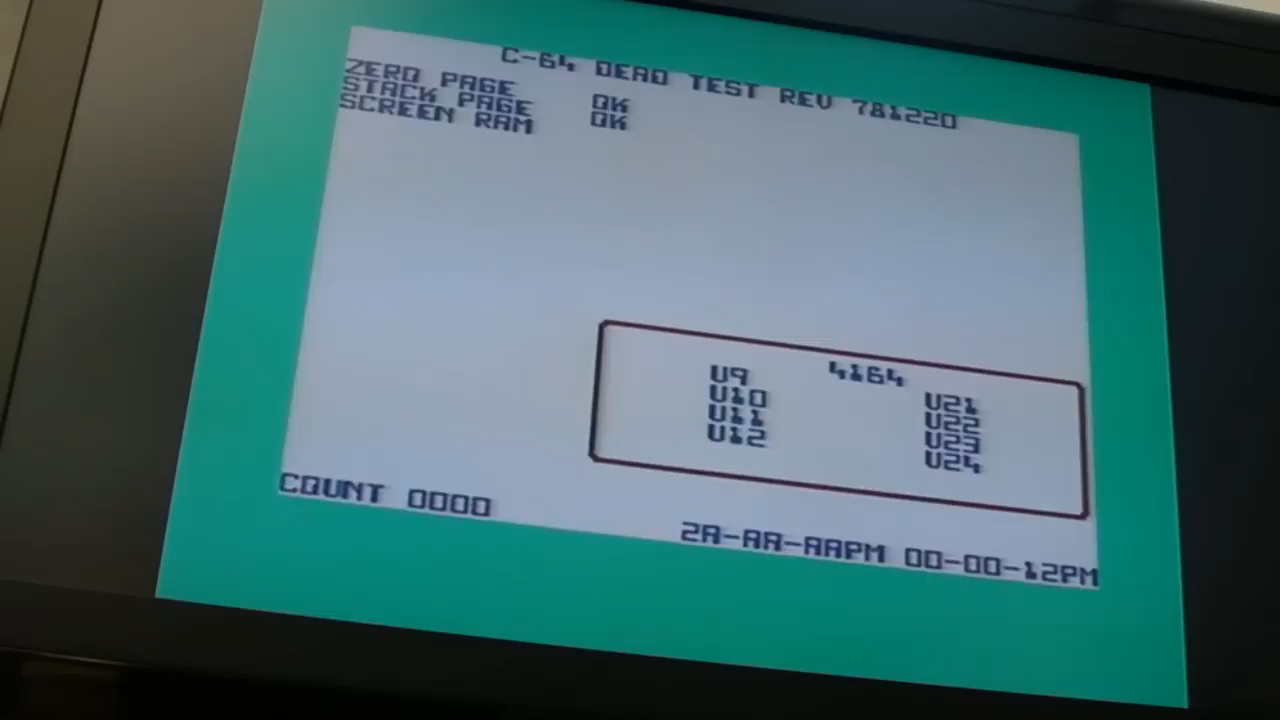 C-64 DEAD TEST REV 781220
ZERO PAGE OK
STACK PAGE OK
SCREEN RAM
4164
U9 U21
U10 U22
U11 U23
U12 U24
COUNT 0000
2A-AA-AAPM 00-00-12PM